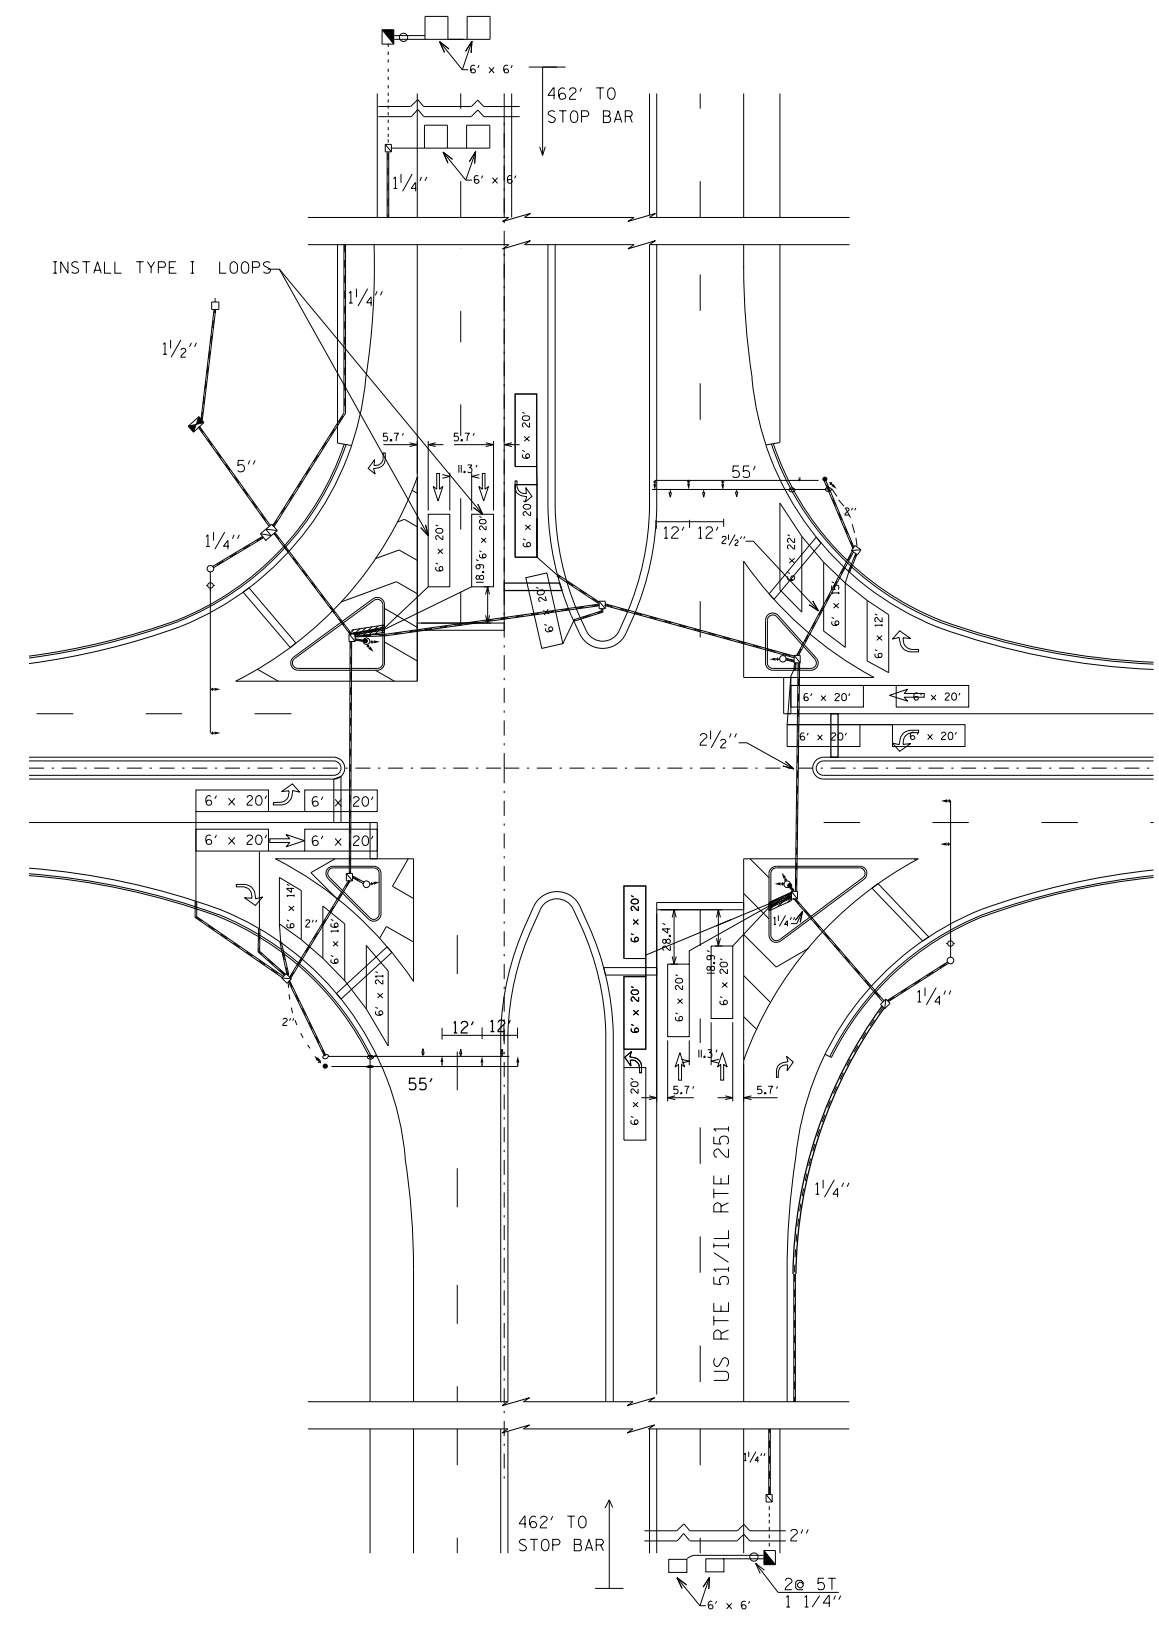 6' x 6'
462' TO
STOP BAR
6' x 6'
1 1/4''
INSTALL TYPE I LOOPS
1 1/4''
1 1/2''
5''
1 1/4''
5.7'
5.7'
11.3'
6' x 20'
6' x 20'
6' x 20'
6' x 20'
18.9'
6' x 20'
55'
12'
12'
2 1/2''
2''
6' x 22'
6' x 15'
6' x 12'
6' x 20'
6' x 20'
6' x 20'
6' x 20'
2 1/2''
6' x 20'
6' x 20'
6' x 20'
6' x 20'
6' x 14'
2''
6' x 16'
6' x 21'
2''
12'
12'
55'
6' x 20'
6' x 20'
6' x 20'
28.4'
18.9'
6' x 20'
6' x 20'
1 1/4''
1 1/4''
11.3'
5.7'
5.7'
US RTE 51/IL RTE 251
1 1/4''
1 1/4''
462' TO
STOP BAR
2''
2@ 5T
1 1/4''
6' x 6'